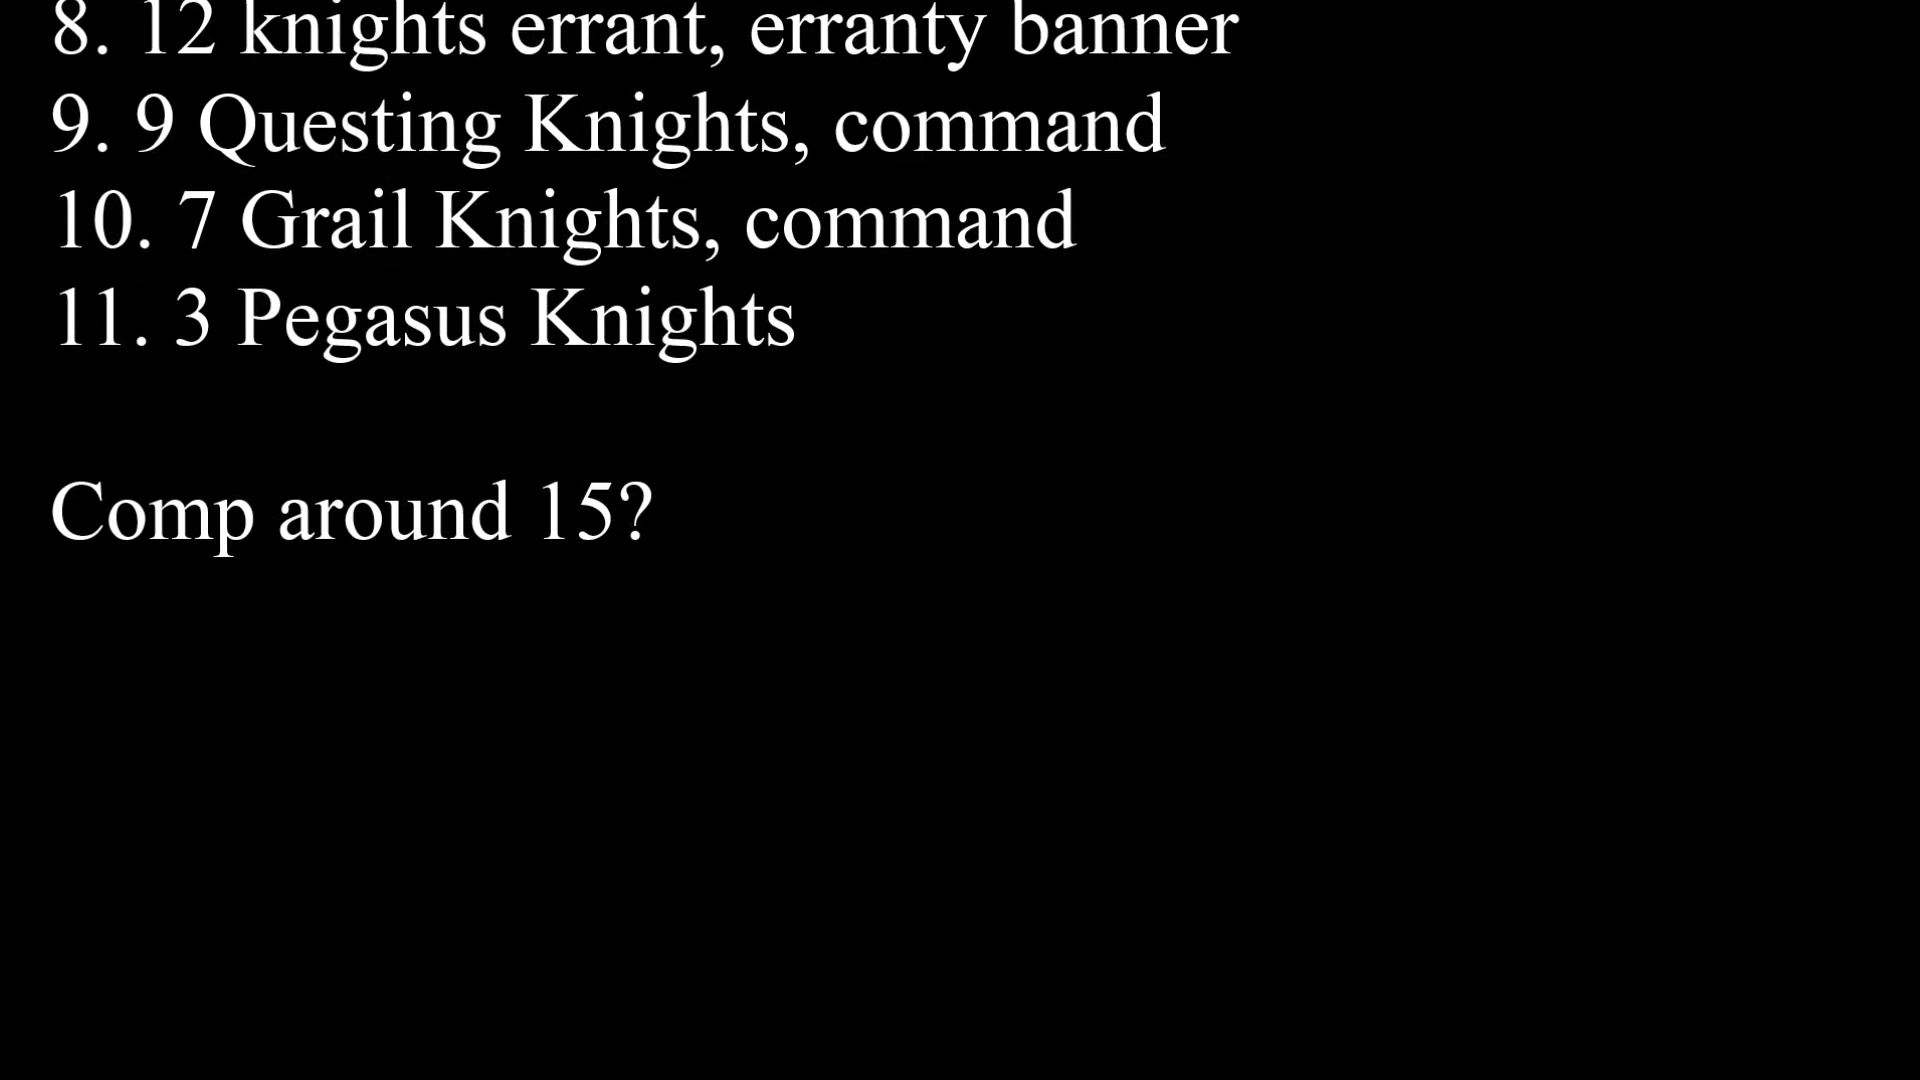 8. 12 knights errant, erranty banner
9. 9 Questing Knights, command
10. 7 Grail Knights, command
11. 3 Pegasus Knights
Comp around 15?